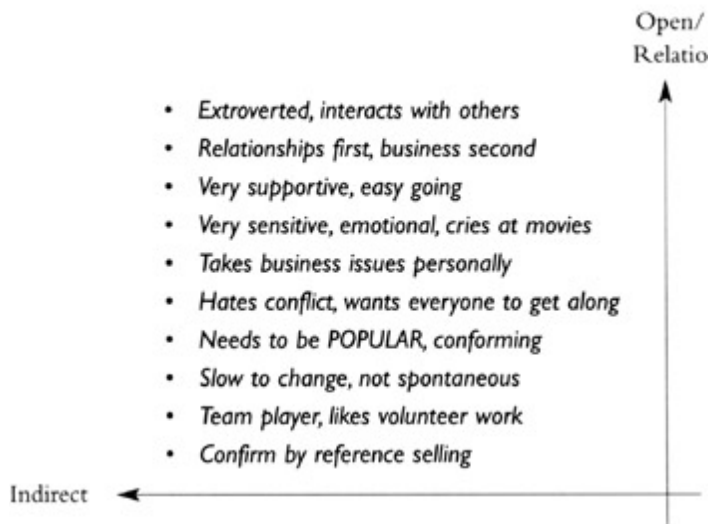 Open/
Relatio
• Extroverted, interacts with others
• Relationships first, business second
• Very supportive, easy going
• Very sensitive, emotional, cries at movies
• Takes business issues personally
• Hates conflict, wants everyone to get along
• Needs to be POPULAR, conforming
• Slow to change, not spontaneous
• Team player, likes volunteer work
• Confirm by reference selling
Indirect